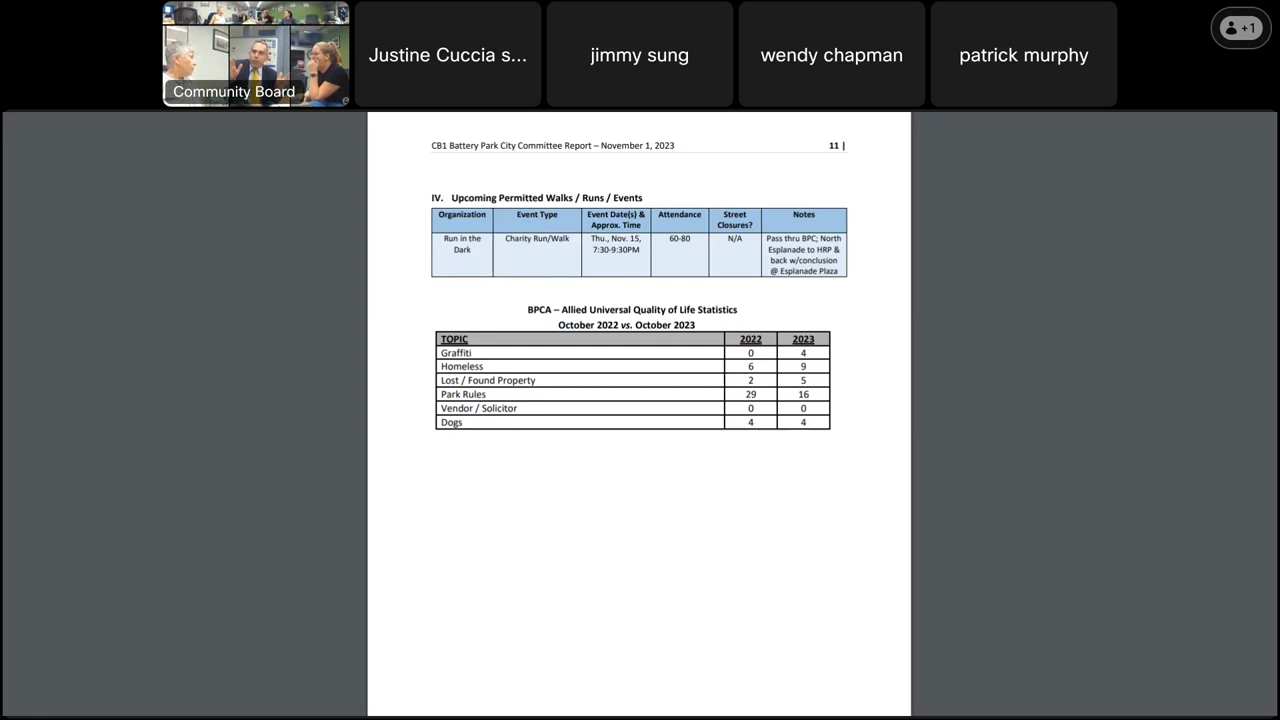 Community Board
Justine Cuccia s...
jimmy sung
wendy chapman
patrick murphy
+1
CB1 Battery Park City Committee Report – November 1, 2023 11 |
IV. Upcoming Permitted Walks / Runs / Events
Organization Event Type Event Date(s) & Approx. Time Attendance Street Closures? Notes
Run in the Dark Charity Run/Walk Thu., Nov. 15, 7:30-9:30PM 60-80 N/A Pass thru BPC; North Esplanade to HRP & back w/conclusion @ Esplanade Plaza
BPCA – Allied Universal Quality of Life Statistics
October 2022 vs. October 2023
TOPIC 2022 2023
Graffiti 0 4
Homeless 6 9
Lost / Found Property 2 5
Park Rules 29 16
Vendor / Solicitor 0 0
Dogs 4 4